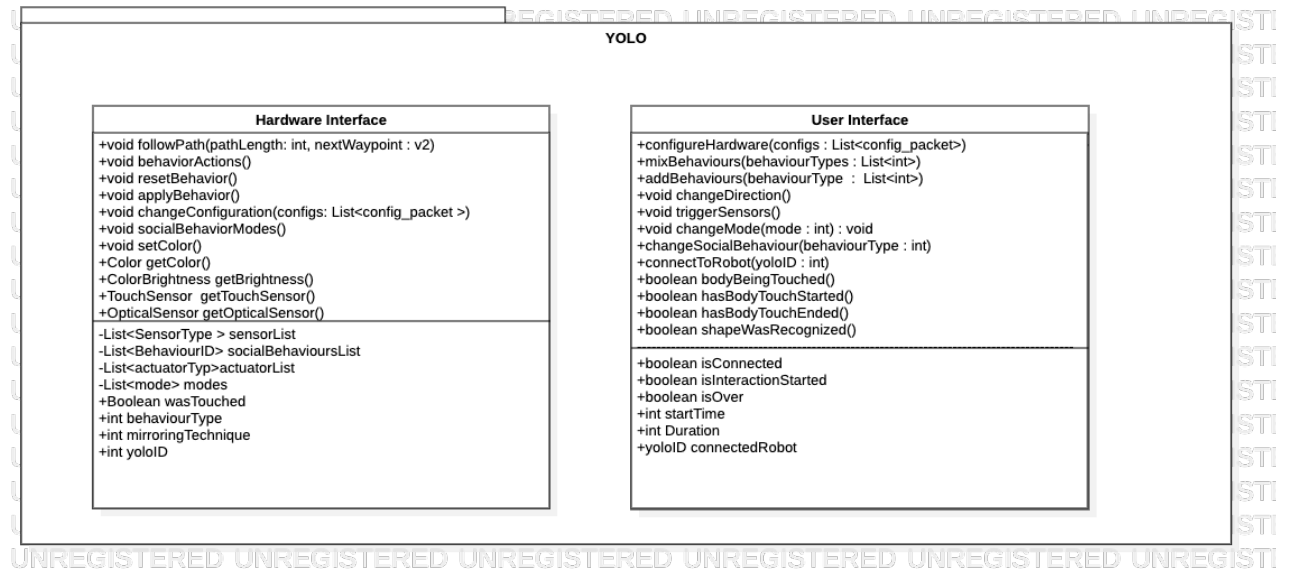 YOLO
Hardware Interface
+void followPath(pathLength: int, nextWaypoint : v2)
+void behaviorActions()
+void resetBehavior()
+void applyBehavior()
+void changeConfiguration(configs: List<config_packet >)
+void socialBehaviorModes()
+void setColor()
+Color getColor()
+ColorBrightness getBrightness()
+TouchSensor  getTouchSensor()
+OpticalSensor getOpticalSensor()
-List<SensorType > sensorList
-List<BehaviourID> socialBehavioursList
-List<actuatorTyp>actuatorList
-List<mode> modes
+Boolean wasTouched
+int behaviourType
+int mirroringTechnique
+int yoloID
User Interface
+configureHardware(configs : List<config_packet>)
+mixBehaviours(behaviourTypes : List<int>)
+addBehaviours(behaviourType  :  List<int>)
+void changeDirection()
+void triggerSensors()
+void changeMode(mode : int) : void
+changeSocialBehaviour(behaviourType : int)
+connectToRobot(yoloID : int)
+boolean bodyBeingTouched()
+boolean hasBodyTouchStarted()
+boolean hasBodyTouchEnded()
+boolean shapeWasRecognized()
+boolean isConnected
+boolean isInteractionStarted
+boolean isOver
+int startTime
+int Duration
+yoloID connectedRobot
UNREGISTERED UNREGISTERED UNREGISTERED UNREGISTERED UNREGISTERED UNREGISTI